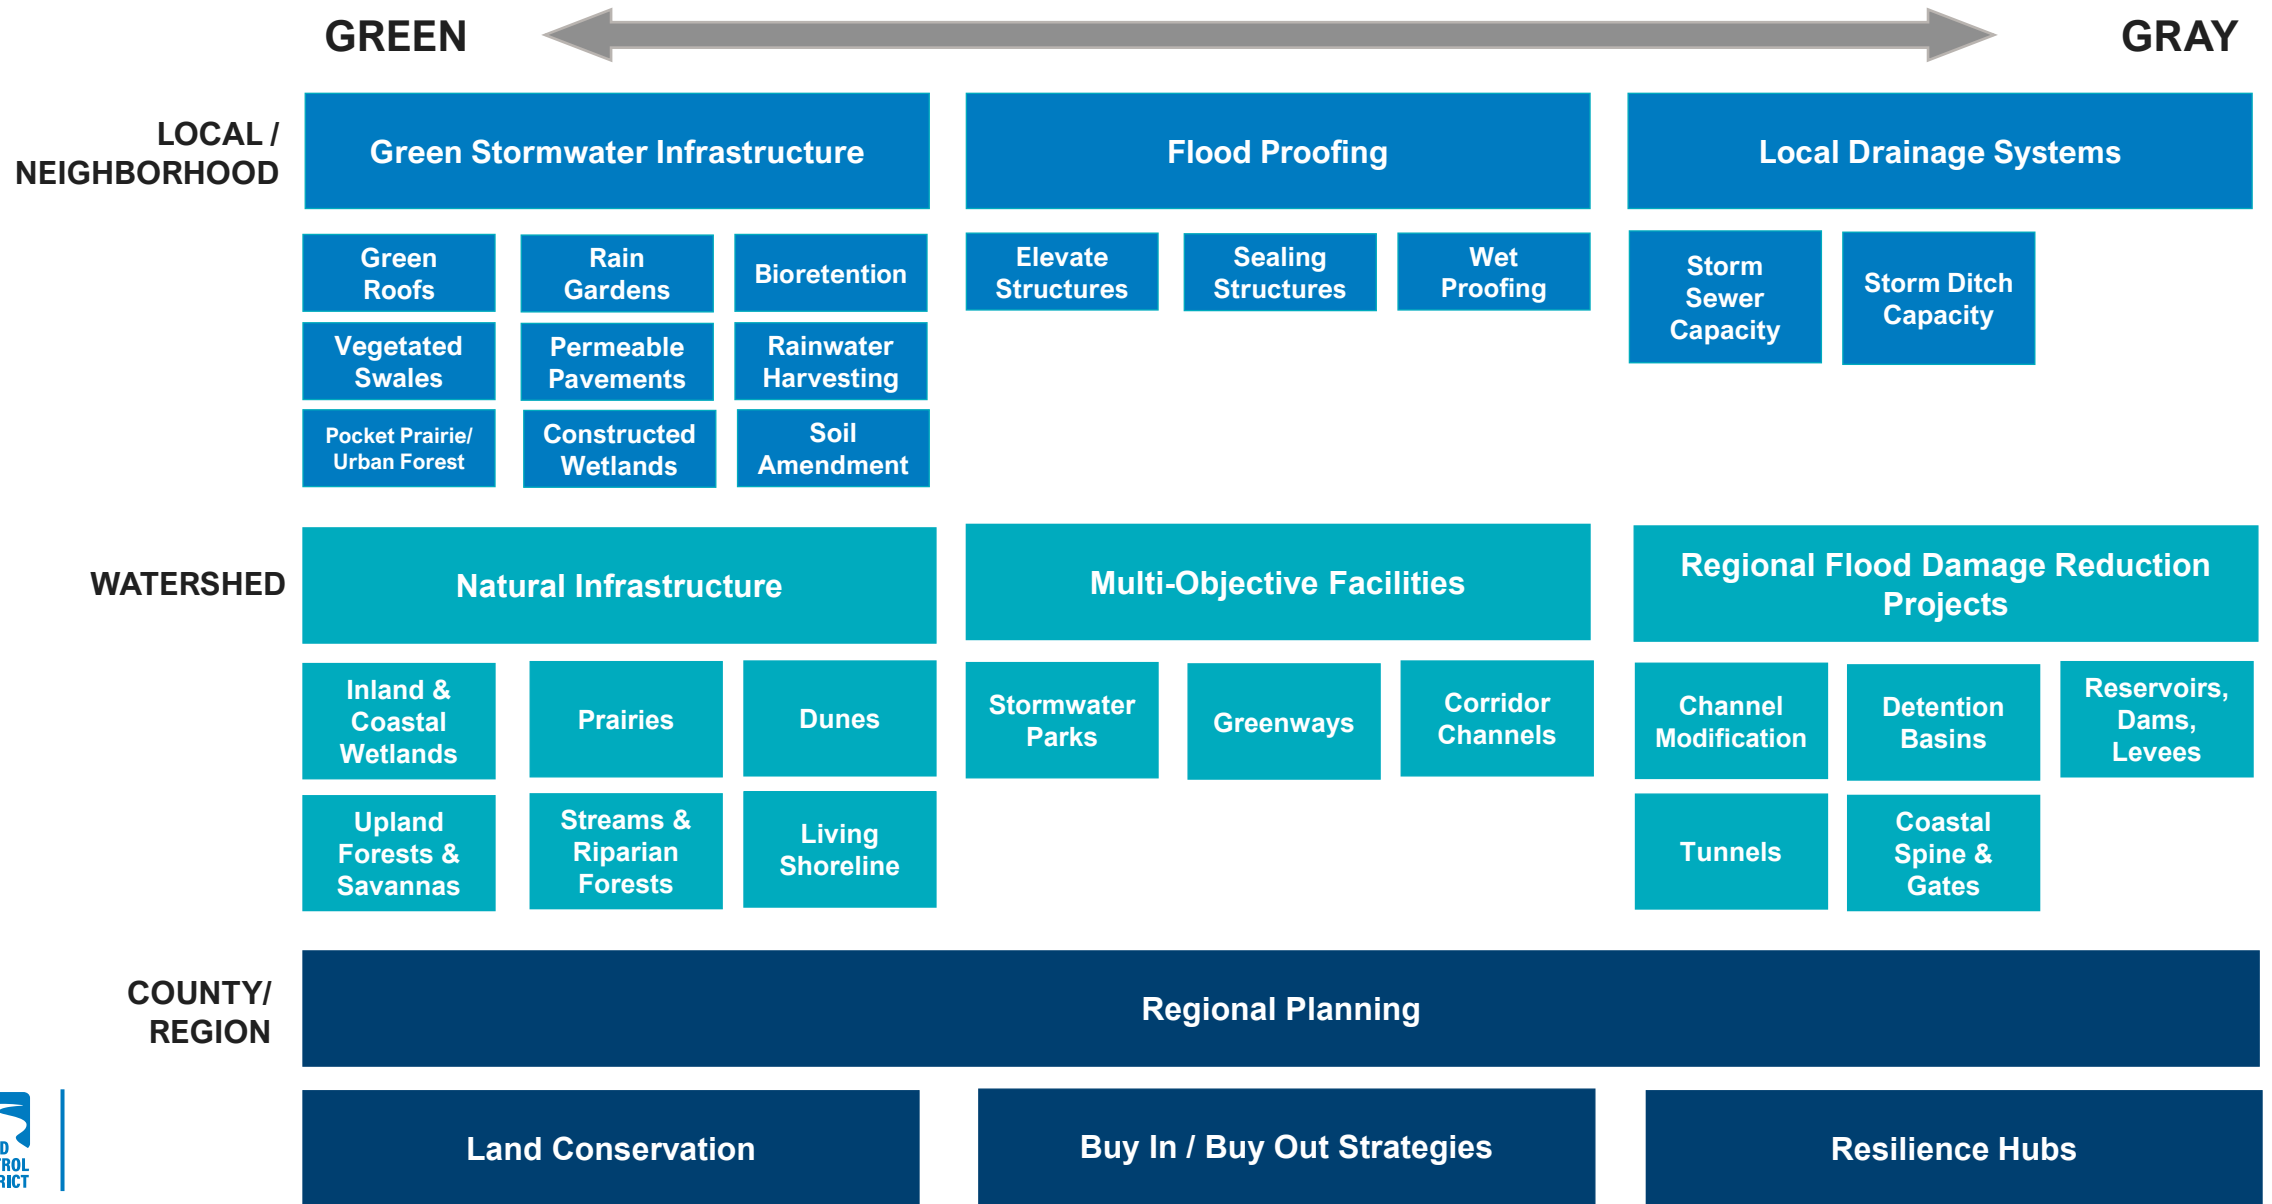 GREEN
GRAY
LOCAL /
NEIGHBORHOOD
Green Stormwater Infrastructure
Flood Proofing
Local Drainage Systems
Green
Roofs
Rain
Gardens
Bioretention
Elevate
Structures
Sealing
Structures
Wet
Proofing
Storm
Sewer
Capacity
Storm Ditch
Capacity
Vegetated
Swales
Permeable
Pavements
Rainwater
Harvesting
Pocket Prairie/
Urban Forest
Constructed
Wetlands
Soil
Amendment
WATERSHED
Natural Infrastructure
Multi-Objective Facilities
Regional Flood Damage Reduction
Projects
Inland &
Coastal
Wetlands
Prairies
Dunes
Stormwater
Parks
Greenways
Corridor
Channels
Channel
Modification
Detention
Basins
Reservoirs,
Dams,
Levees
Upland
Forests &
Savannas
Streams &
Riparian
Forests
Living
Shoreline
Tunnels
Coastal
Spine &
Gates
COUNTY/
REGION
Regional Planning
Land Conservation
Buy In / Buy Out Strategies
Resilience Hubs